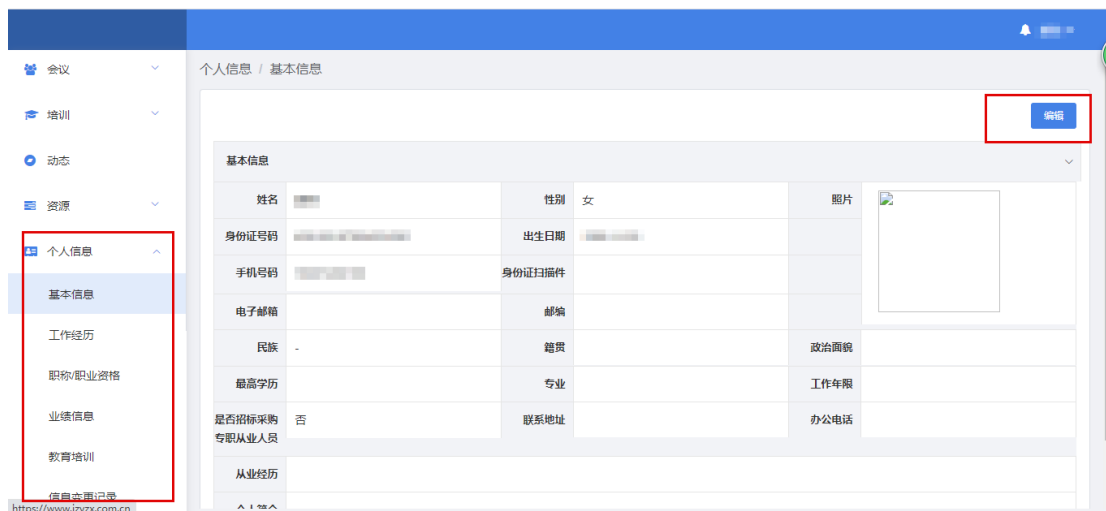 会议
个人信息 / 基本信息
培训
编辑
动态
基本信息
资源
姓名
性别 女
照片
个人信息
身份证号码
出生日期
手机号码
身份证扫描件
基本信息
电子邮箱
邮编
工作经历
民族 -
籍贯
政治面貌
职称/职业资格
最高学历
专业
工作年限
业绩信息
是否招标采购
专职从业人员
否
联系地址
办公电话
教育培训
从业经历
信息变更记录
个人简介
https://www.jzyzx.com.cn